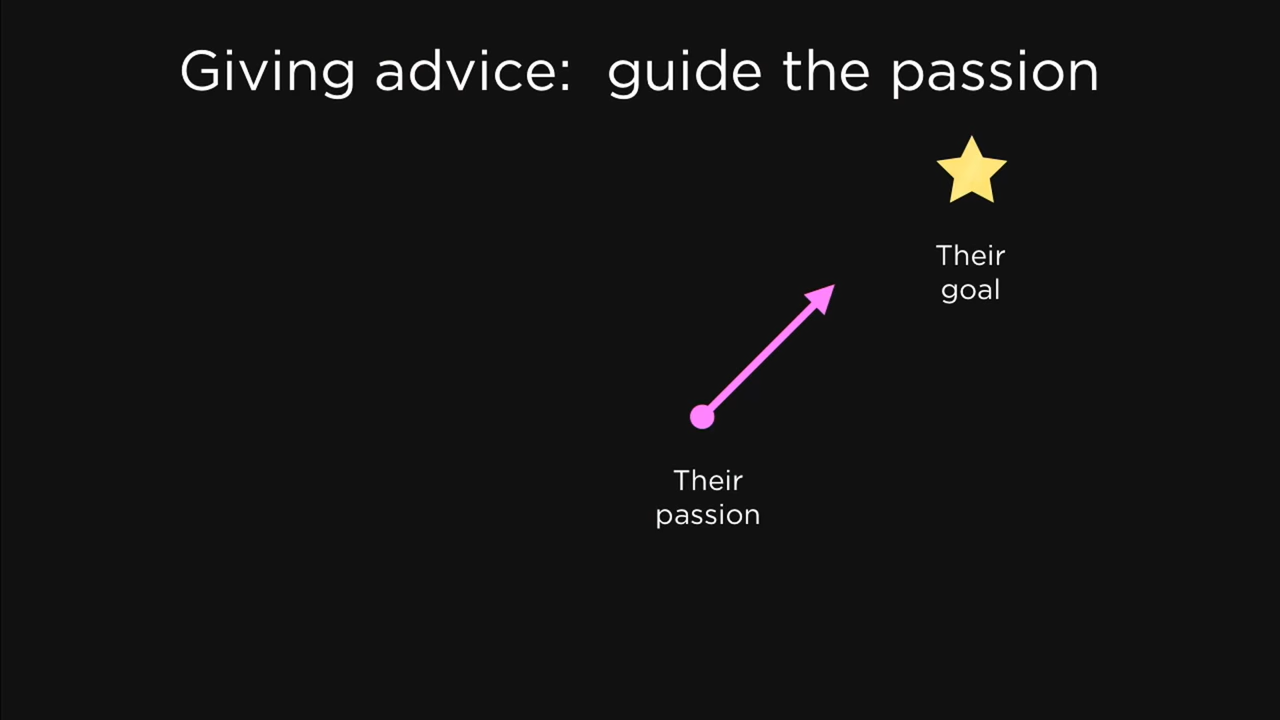 Giving advice: guide the passion
Their
goal
Their
passion